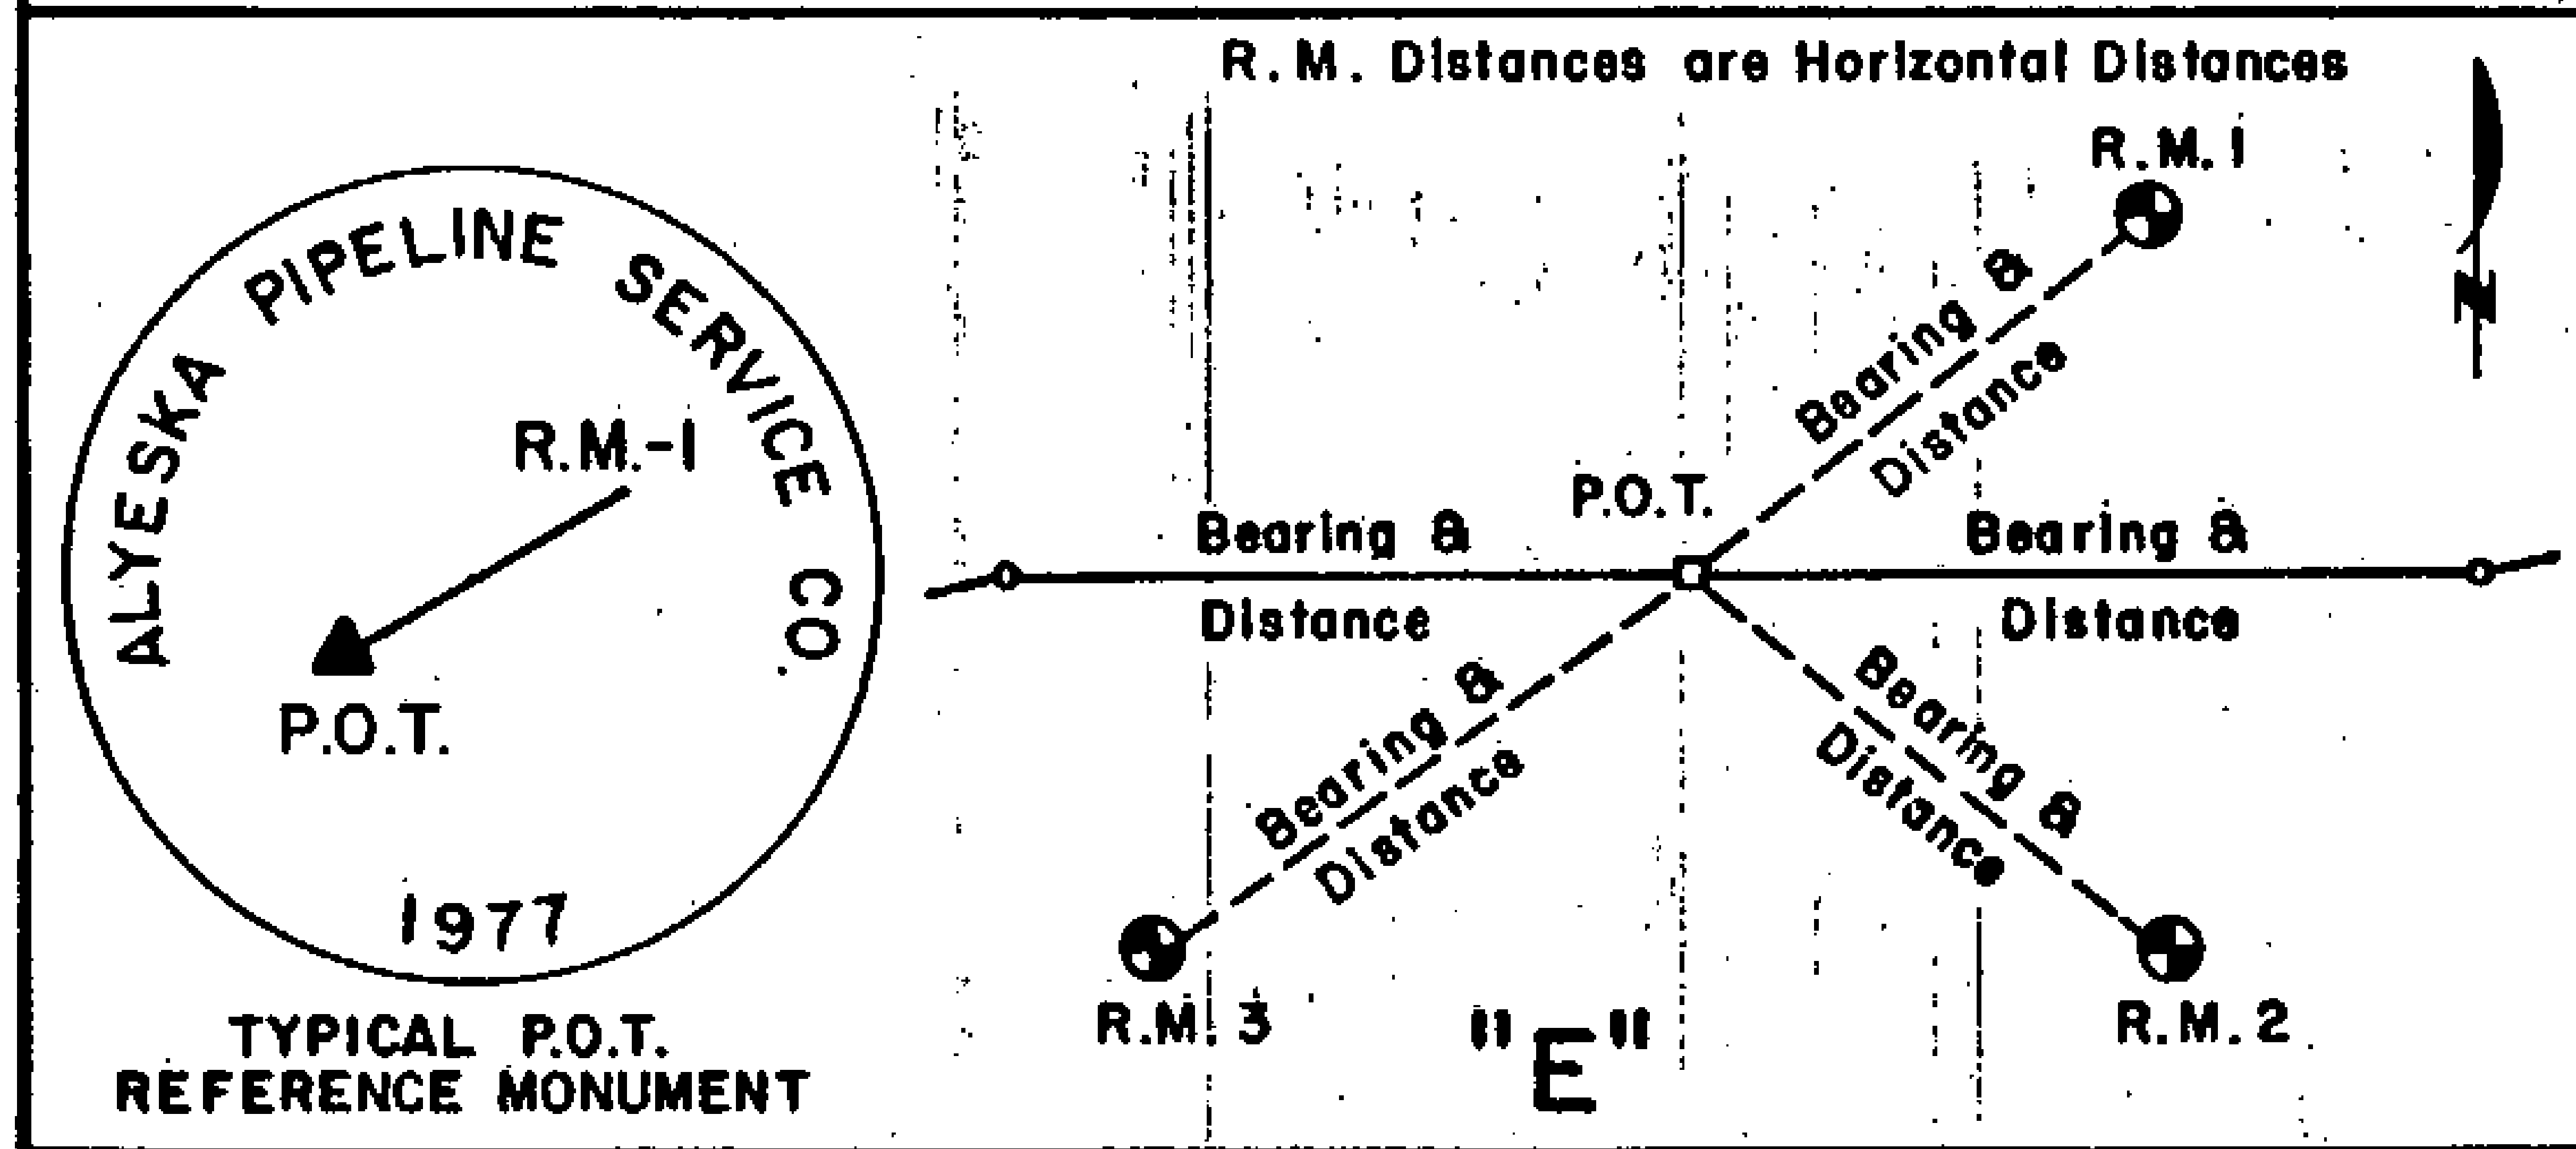 R.M. Distances are Horizontal Distances
ALYESKA PIPELINE SERVICE CO.
R.M.-1
P.O.T.
1977
TYPICAL P.O.T.
REFERENCE MONUMENT
R.M.1
N
Bearing &
Distance
P.O.T.
Bearing &
Distance
Bearing &
Distance
Bearing &
Distance
Bearing &
Distance
R.M.3
"E"
R.M.2